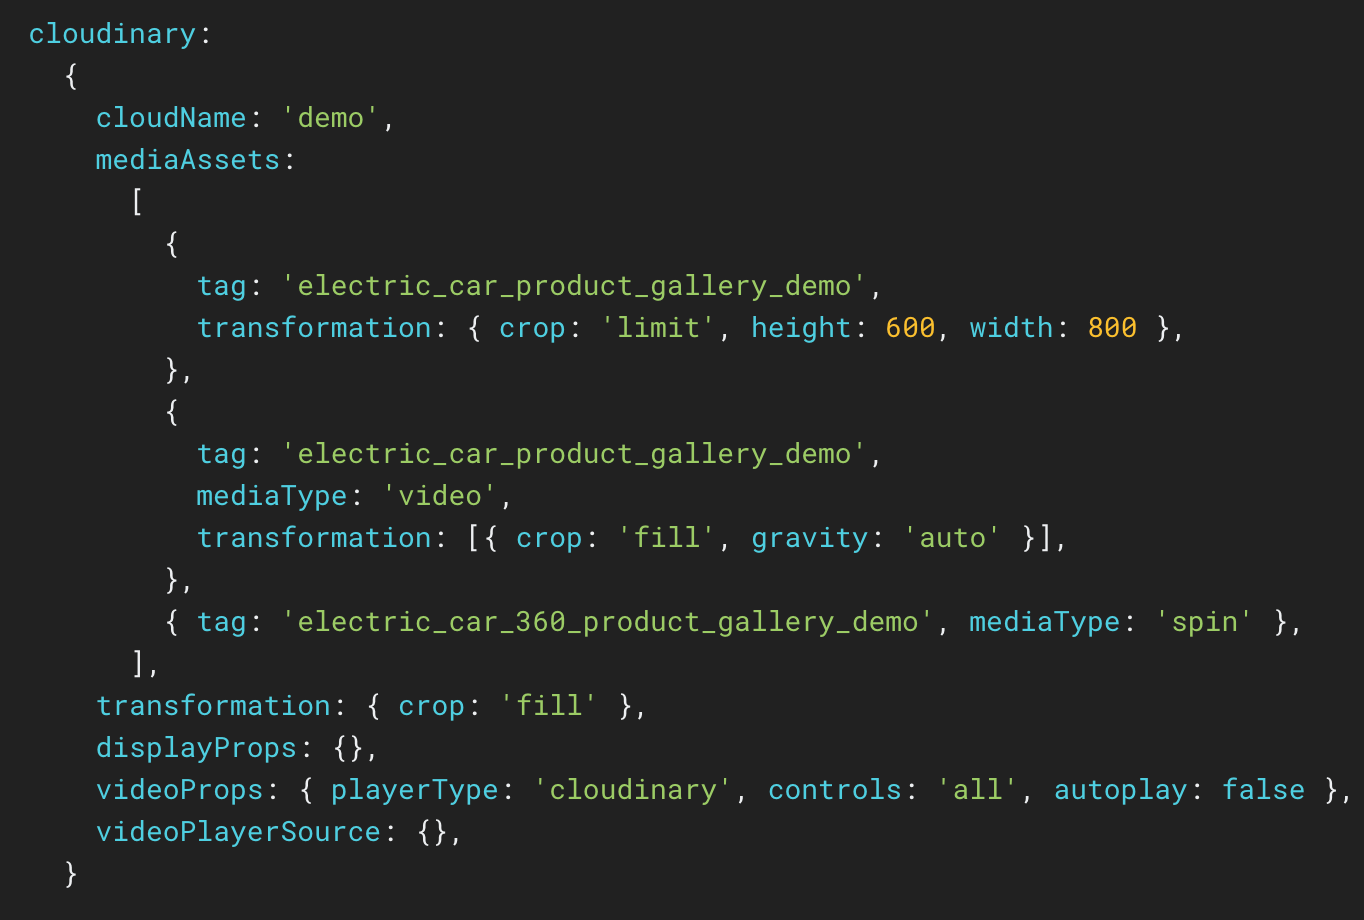 cloudinary:
{
cloudName: 'demo',
mediaAssets:
[
{
tag: 'electric_car_product_gallery_demo',
transformation: { crop: 'limit', height: 600, width: 800 },
},
{
tag: 'electric_car_product_gallery_demo',
mediaType: 'video',
transformation: [{ crop: 'fill', gravity: 'auto' }],
},
{ tag: 'electric_car_360_product_gallery_demo', mediaType: 'spin' },
],
transformation: { crop: 'fill' },
displayProps: {},
videoProps: { playerType: 'cloudinary', controls: 'all', autoplay: false },
videoPlayerSource: {},
}